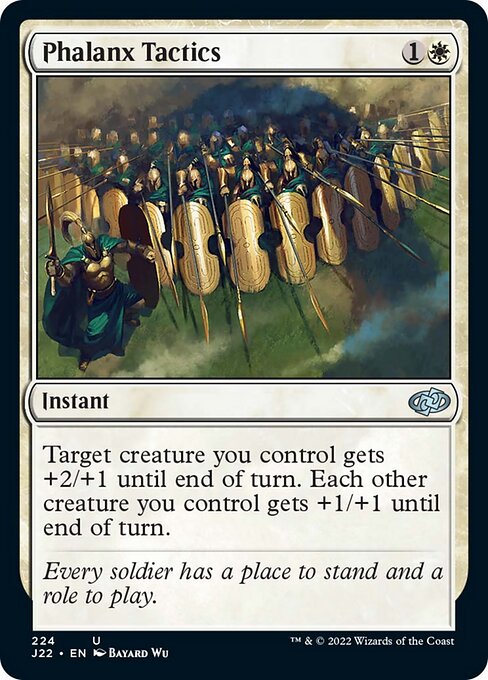 Phalanx Tactics 1
Instant
Target creature you control gets
+2/+1 until end of turn. Each other
creature you control gets +1/+1 until
end of turn.
Every soldier has a place to stand and a
role to play.
224 U
J22 • EN Bayard Wu
™ & © 2022 Wizards of the Coast